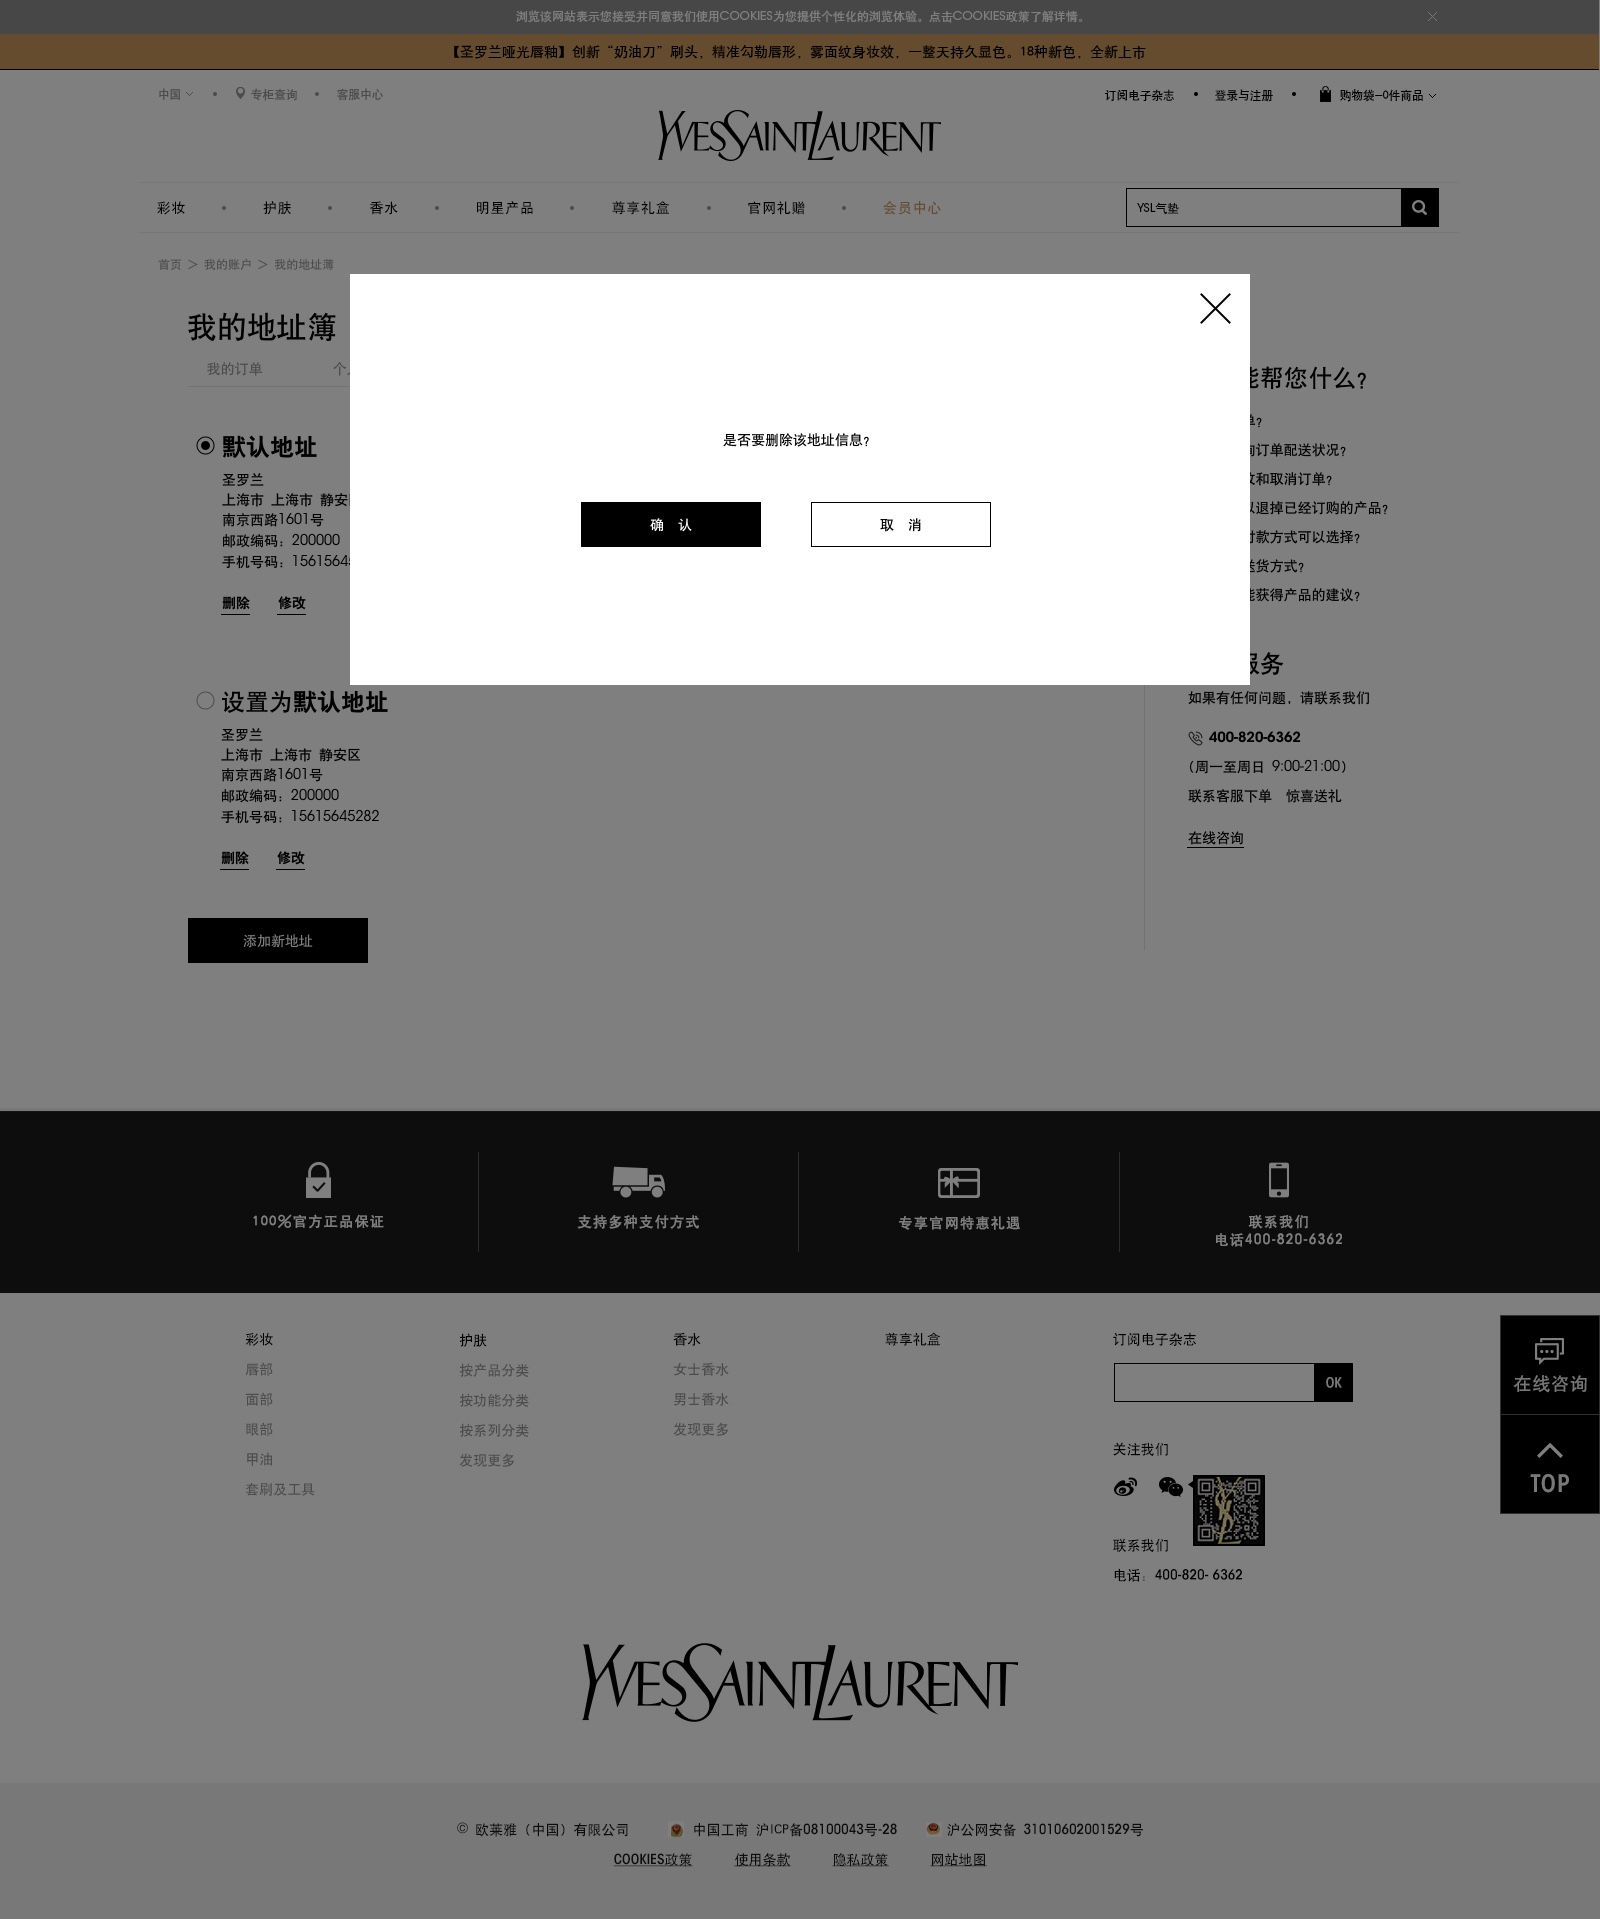 浏览该网站表示您接受并同意我们使用COOKIES为您提供个性化的浏览体验。点击COOKIES政策了解详情。
【圣罗兰哑光唇釉】创新“奶油刀”刷头，精准勾勒唇形，雾面纹身妆效，一整天持久显色。18种新色，全新上市
中国 • 专柜查询 • 客服中心
订阅电子杂志 • 登录与注册 • 购物袋—0件商品
YVESSAINTLAURENT
彩妆 • 护肤 • 香水 • 明星产品 • 尊享礼盒 • 官网礼赠 • 会员中心
YSL气垫
首页 > 我的账户 > 我的地址薄
我的地址簿
我的订单
是否要删除该地址信息?
确 认
取 消
默认地址
圣罗兰
上海市 上海市 静安
南京西路1601号
邮政编码：200000
手机号码：1561564
删除 修改
设置为默认地址
圣罗兰
上海市 上海市 静安区
南京西路1601号
邮政编码：200000
手机号码：15615645282
删除 修改
添加新地址
能帮您什么?
单?
询订单配送状况?
改和取消订单?
以退掉已经订购的产品?
付款方式可以选择?
送货方式?
能获得产品的建议?
服务
如果有任何问题，请联系我们
400-820-6362
(周一至周日 9:00-21:00)
联系客服下单 惊喜送礼
在线咨询
100%官方正品保证
支持多种支付方式
专享官网特惠礼遇
联系我们
电话400-820-6362
彩妆
唇部
面部
眼部
甲油
套刷及工具
护肤
按产品分类
按功能分类
按系列分类
发现更多
香水
女士香水
男士香水
发现更多
尊享礼盒
订阅电子杂志
OK
关注我们
联系我们
电话：400-820- 6362
在线咨询
TOP
YVESSAINTLAURENT
© 欧莱雅（中国）有限公司 中国工商 沪ICP备08100043号-28 沪公网安备 31010602001529号
COOKIES政策 使用条款 隐私政策 网站地图